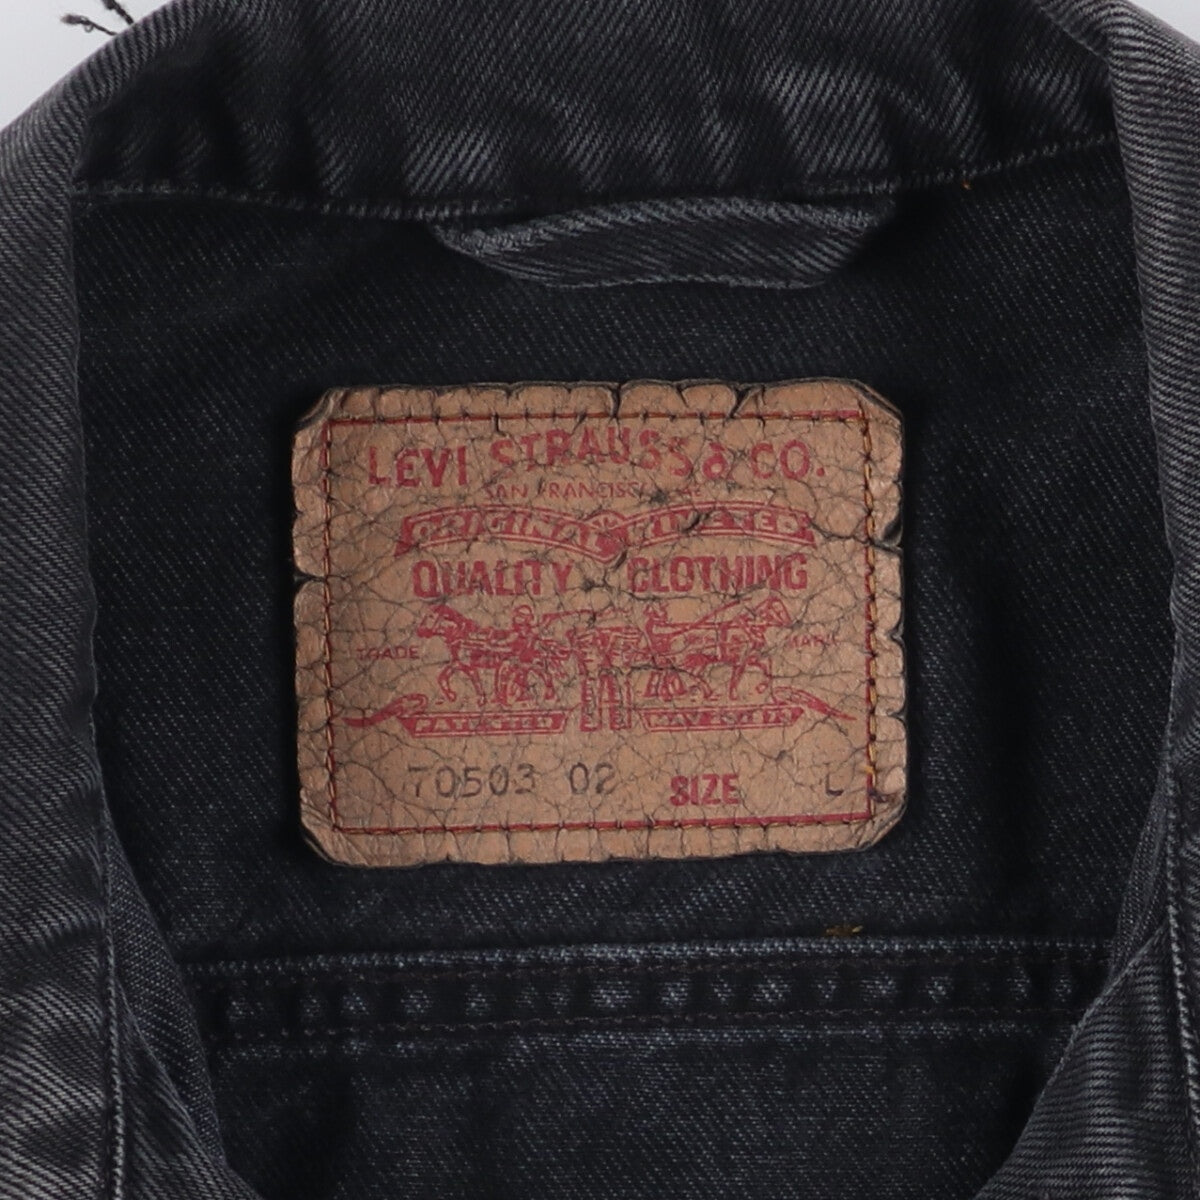 LEVI STRAUSS & CO.
SAN FRANCISCO
ORIGINAL RIVETED
QUALITY CLOTHING
TRADE MARK
PATENTED MAY 20 1873
70503 02 SIZE L